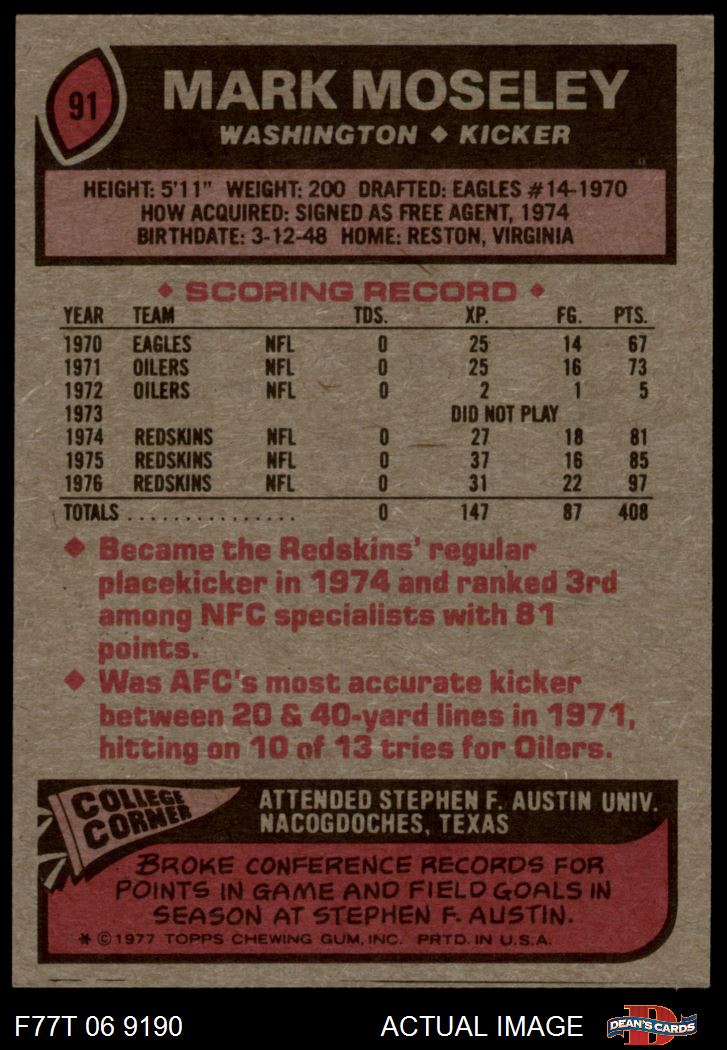 91
MARK MOSELEY
WASHINGTON ◆ KICKER
HEIGHT: 5'11" WEIGHT: 200 DRAFTED: EAGLES #14-1970
HOW ACQUIRED: SIGNED AS FREE AGENT, 1974
BIRTHDATE: 3-12-48 HOME: RESTON, VIRGINIA
◆ SCORING RECORD ◆
YEAR TEAM TDS. XP. FG. PTS.
1970 EAGLES NFL 0 25 14 67
1971 OILERS NFL 0 25 16 73
1972 OILERS NFL 0 2 1 5
1973 DID NOT PLAY
1974 REDSKINS NFL 0 27 18 81
1975 REDSKINS NFL 0 37 16 85
1976 REDSKINS NFL 0 31 22 97
TOTALS ................ 0 147 87 408
◆ Became the Redskins' regular
placekicker in 1974 and ranked 3rd
among NFC specialists with 81
points.
◆ Was AFC's most accurate kicker
between 20 & 40-yard lines in 1971,
hitting on 10 of 13 tries for Oilers.
COLLEGE
CORNER
ATTENDED STEPHEN F. AUSTIN UNIV.
NACOGDOCHES, TEXAS
BROKE CONFERENCE RECORDS FOR
POINTS IN GAME AND FIELD GOALS IN
SEASON AT STEPHEN F. AUSTIN.
* ©1977 TOPPS CHEWING GUM, INC. PRTD. IN U.S.A.
F77T 06 9190 ACTUAL IMAGE
D
DEAN'S CARDS